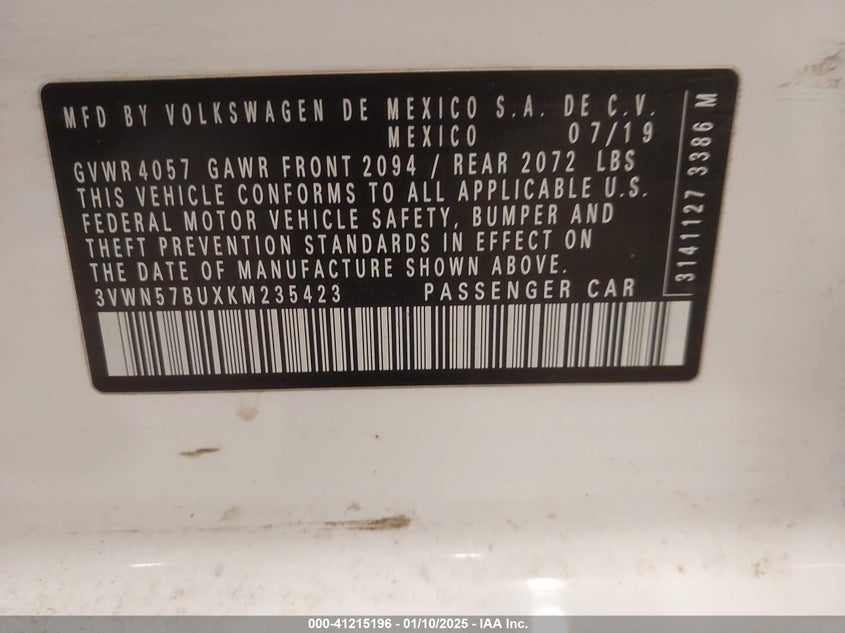 MFD BY VOLKSWAGEN DE MEXICO S.A. DE C.V.
MEXICO 07/19
GVWR 4057 GAWR FRONT 2094 / REAR 2072 LBS
THIS VEHICLE CONFORMS TO ALL APPLICABLE U.S.
FEDERAL MOTOR VEHICLE SAFETY, BUMPER AND
THEFT PREVENTION STANDARDS IN EFFECT ON
THE DATE OF MANUFACTURE SHOWN ABOVE.
3VWN57BUXKM235423 PASSENGER CAR
3141127 3386 M
000-41215196 - 01/10/2025 - IAA Inc.